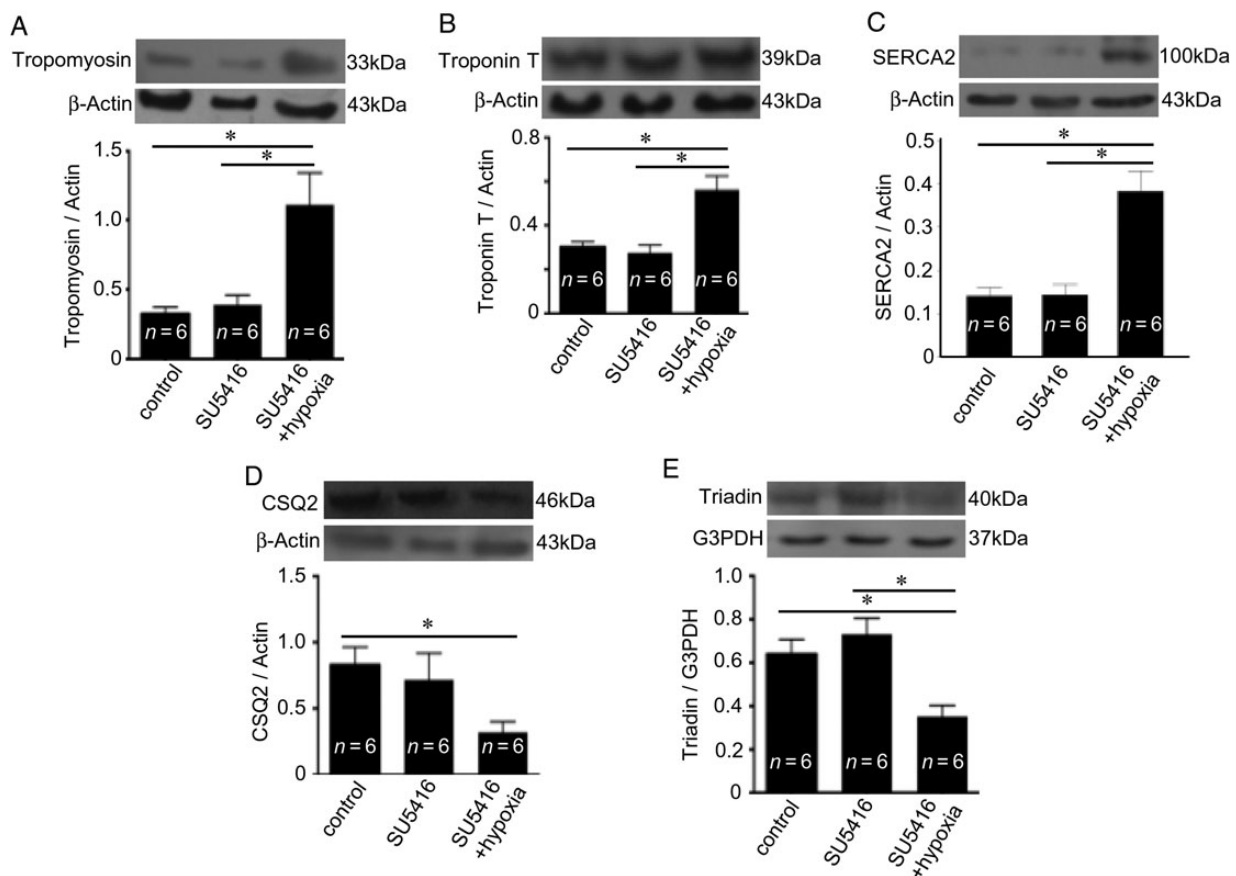 A
Tropomyosin
33kDa
β-Actin
43kDa
*
*
1.5
1.0
0.5
0
Tropomyosin / Actin
n = 6
n = 6
n = 6
control
SU5416
SU5416
+hypoxia
B
Troponin T
39kDa
β-Actin
43kDa
*
*
0.8
0.4
0
Troponin T / Actin
n = 6
n = 6
n = 6
control
SU5416
SU5416
+hypoxia
C
SERCA2
100kDa
β-Actin
43kDa
*
*
0.5
0.4
0.3
0.2
0.1
0
SERCA2 / Actin
n = 6
n = 6
n = 6
control
SU5416
SU5416
+hypoxia
D
CSQ2
46kDa
β-Actin
43kDa
*
1.5
1.0
0.5
0
CSQ2 / Actin
n = 6
n = 6
n = 6
control
SU5416
SU5416
+hypoxia
E
Triadin
40kDa
G3PDH
37kDa
*
*
1.0
0.8
0.6
0.4
0.2
0
Triadin / G3PDH
n = 6
n = 6
n = 6
control
SU5416
SU5416
+hypoxia